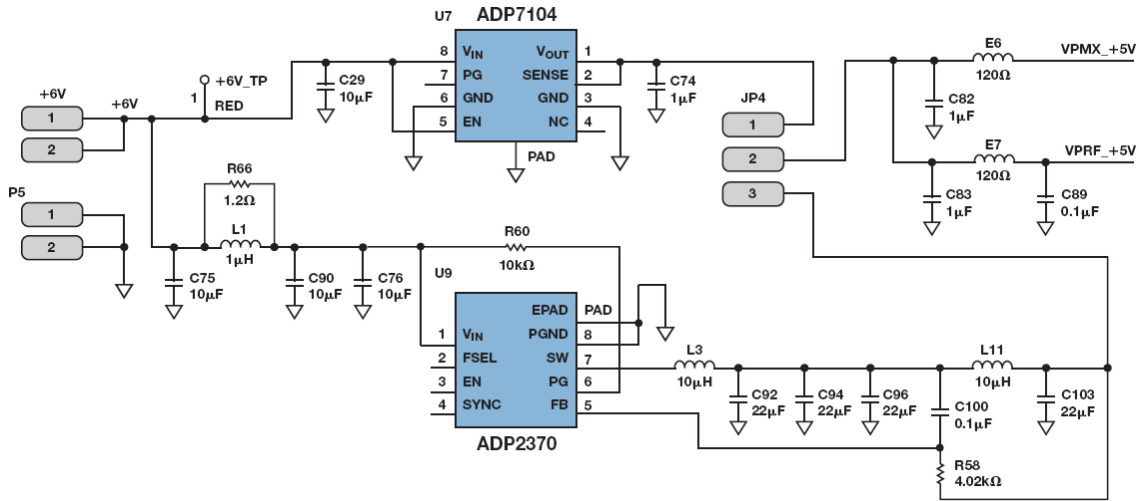 U7 ADP7104
8 VIN VOUT 1
7 PG SENSE 2
6 GND GND 3
5 EN NC 4
PAD
+6V
1
2
+6V
+6V_TP
1 RED
C29
10µF
C74
1µF
JP4
1
2
3
E6
120Ω
VPMX_+5V
C82
1µF
E7
120Ω
VPRF_+5V
C83
1µF
C89
0.1µF
P5
1
2
R66
1.2Ω
L1
1µH
C75
10µF
C90
10µF
C76
10µF
R60
10kΩ
U9
EPAD PAD
1 VIN PGND 8
2 FSEL SW 7
3 EN PG 6
4 SYNC FB 5
ADP2370
L3
10µH
C92
22µF
C94
22µF
C96
22µF
L11
10µH
C100
0.1µF
C103
22µF
R58
4.02kΩ